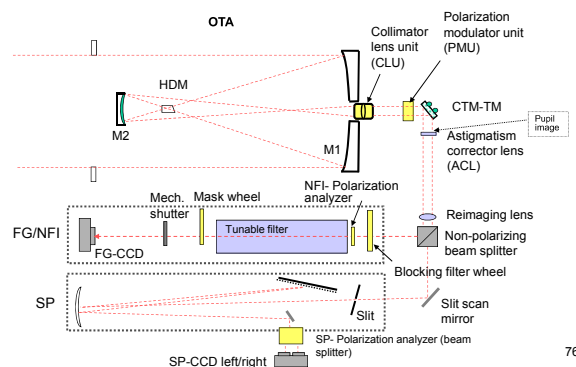 OTA
Collimator
lens unit
(CLU)
Polarization
modulator unit
(PMU)
HDM
CTM-TM
M2
M1
Pupil
image
Astigmatism
corrector lens
(ACL)
Mech.
shutter
Mask wheel
NFI- Polarization
analyzer
Reimaging lens
FG/NFI
Tunable filter
Non-polarizing
beam splitter
FG-CCD
Blocking filter wheel
SP
Slit
Slit scan
mirror
SP- Polarization analyzer (beam
splitter)
SP-CCD left/right
76